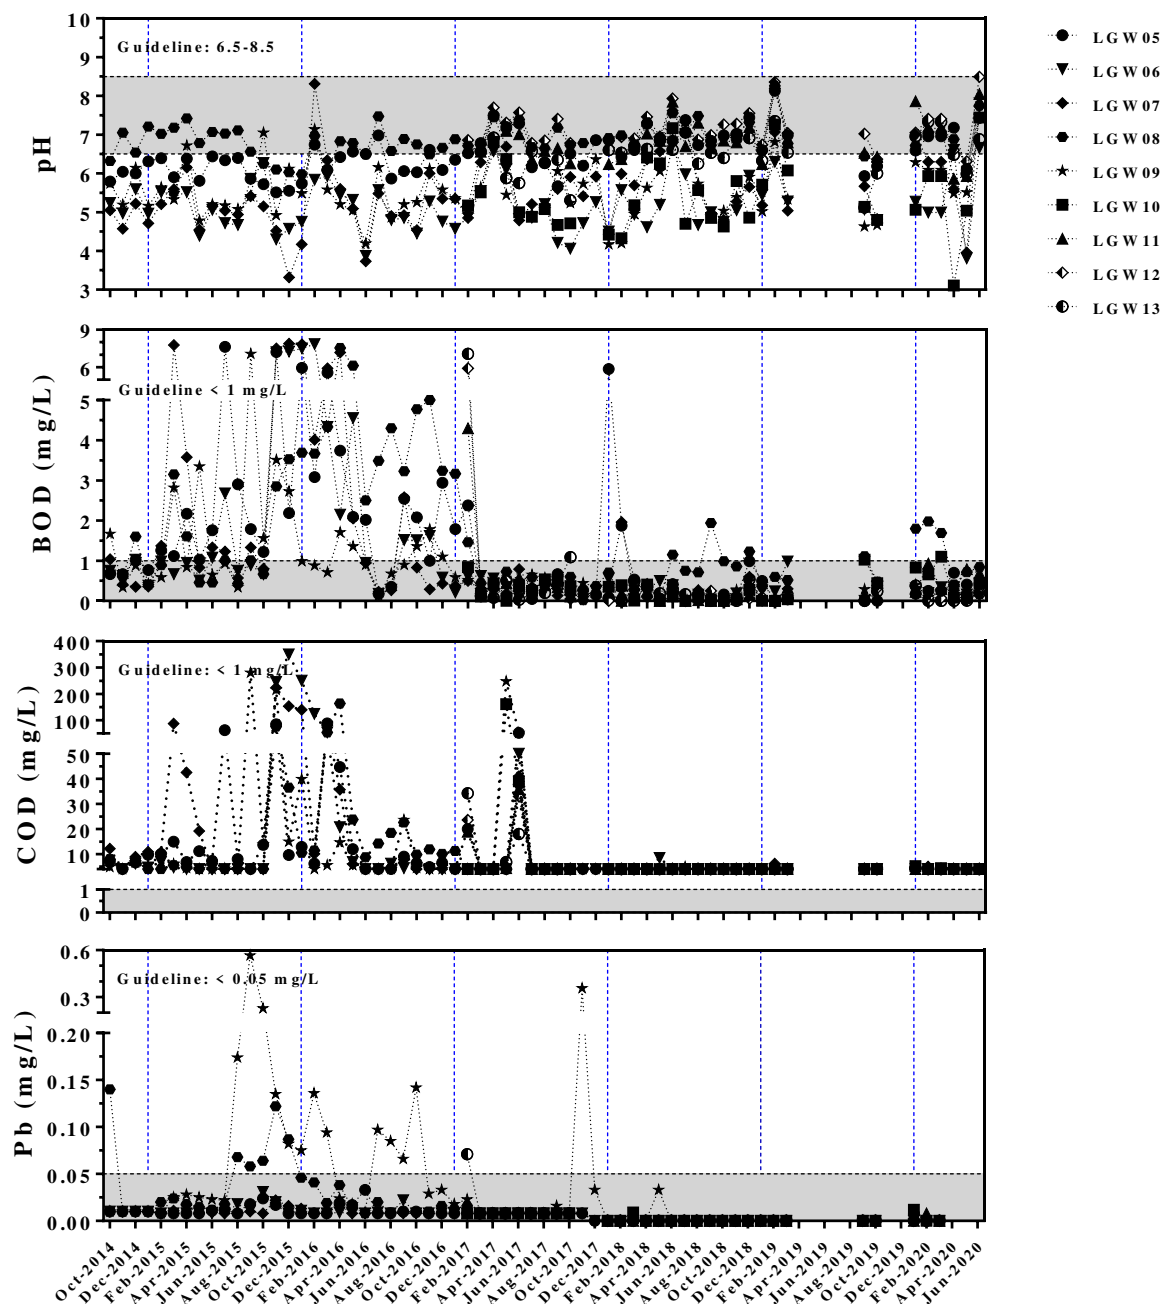 10
9
8
7
6
5
4
3
pH
Guideline: 6.5-8.5
LGW05
LGW06
LGW07
LGW08
LGW09
LGW10
LGW11
LGW12
LGW13
9
6
5
4
3
2
1
0
BOD (mg/L)
Guideline < 1 mg/L
400
300
200
100
50
40
30
20
10
1
0
COD (mg/L)
Guideline: < 1 mg/L
0.6
0.3
0.20
0.15
0.10
0.05
0.00
Pb (mg/L)
Guideline: < 0.05 mg/L
Oct-2014
Dec-2014
Feb-2015
Apr-2015
Jun-2015
Aug-2015
Oct-2015
Dec-2015
Feb-2016
Apr-2016
Jun-2016
Aug-2016
Oct-2016
Dec-2016
Feb-2017
Apr-2017
Jun-2017
Aug-2017
Oct-2017
Dec-2017
Feb-2018
Apr-2018
Jun-2018
Aug-2018
Oct-2018
Dec-2018
Feb-2019
Apr-2019
Jun-2019
Aug-2019
Oct-2019
Dec-2019
Feb-2020
Apr-2020
Jun-2020